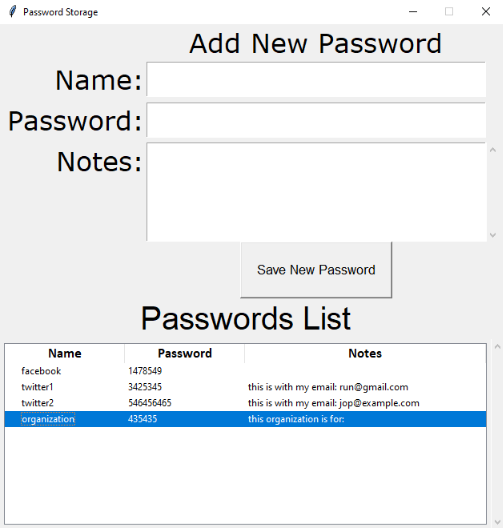 Password Storage
Add New Password
Name:
Password:
Notes:
Save New Password
Passwords List
Name Password Notes
facebook 1478549
twitter1 3425345 this is with my email: run@gmail.com
twitter2 546456465 this is with my email: jop@example.com
organization 435435 this organization is for: